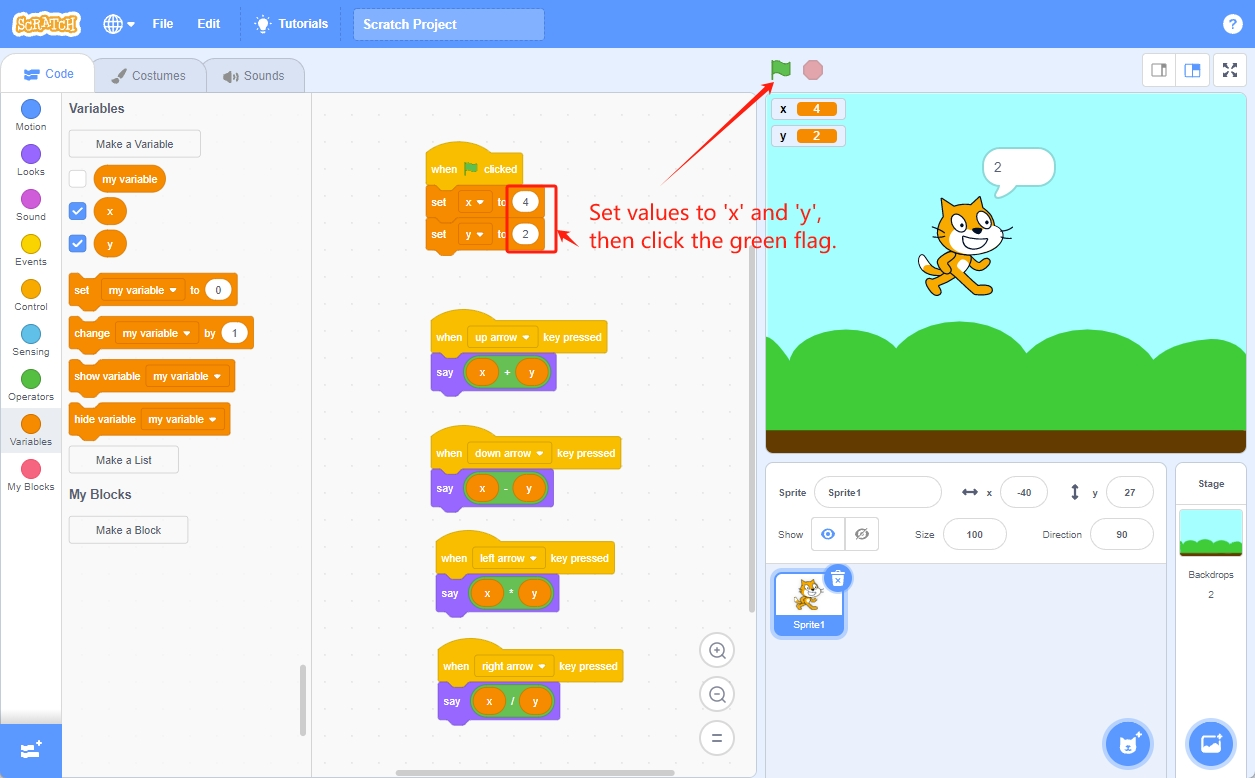 SCRATCH
File
Edit
Tutorials
Scratch Project
?
Code
Costumes
Sounds
Motion
Looks
Sound
Events
Control
Sensing
Operators
Variables
My Blocks
Variables
Make a Variable
my variable
x
y
set my variable to 0
change my variable by 1
show variable my variable
hide variable my variable
Make a List
My Blocks
Make a Block
when clicked
set x to 4
set y to 2
Set values to 'x' and 'y',
then click the green flag.
when up arrow key pressed
say x + y
when down arrow key pressed
say x - y
when left arrow key pressed
say x * y
when right arrow key pressed
say x / y
x 4
y 2
2
Sprite Sprite1 x -40 y 27
Show Size 100 Direction 90
Sprite1
Stage
Backdrops
2